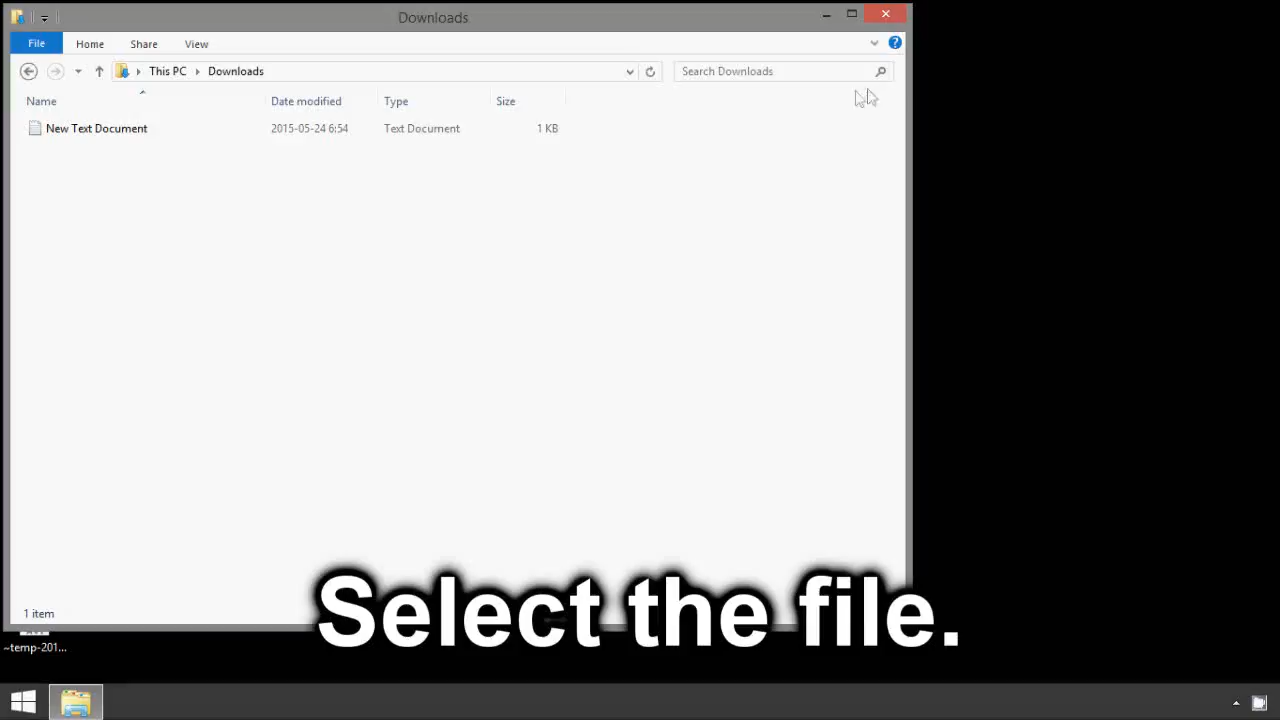 Downloads
File Home Share View
This PC Downloads Search Downloads
Name Date modified Type Size
New Text Document 2015-05-24 6:54 Text Document 1 KB
Select the file.
1 item
~temp-201...